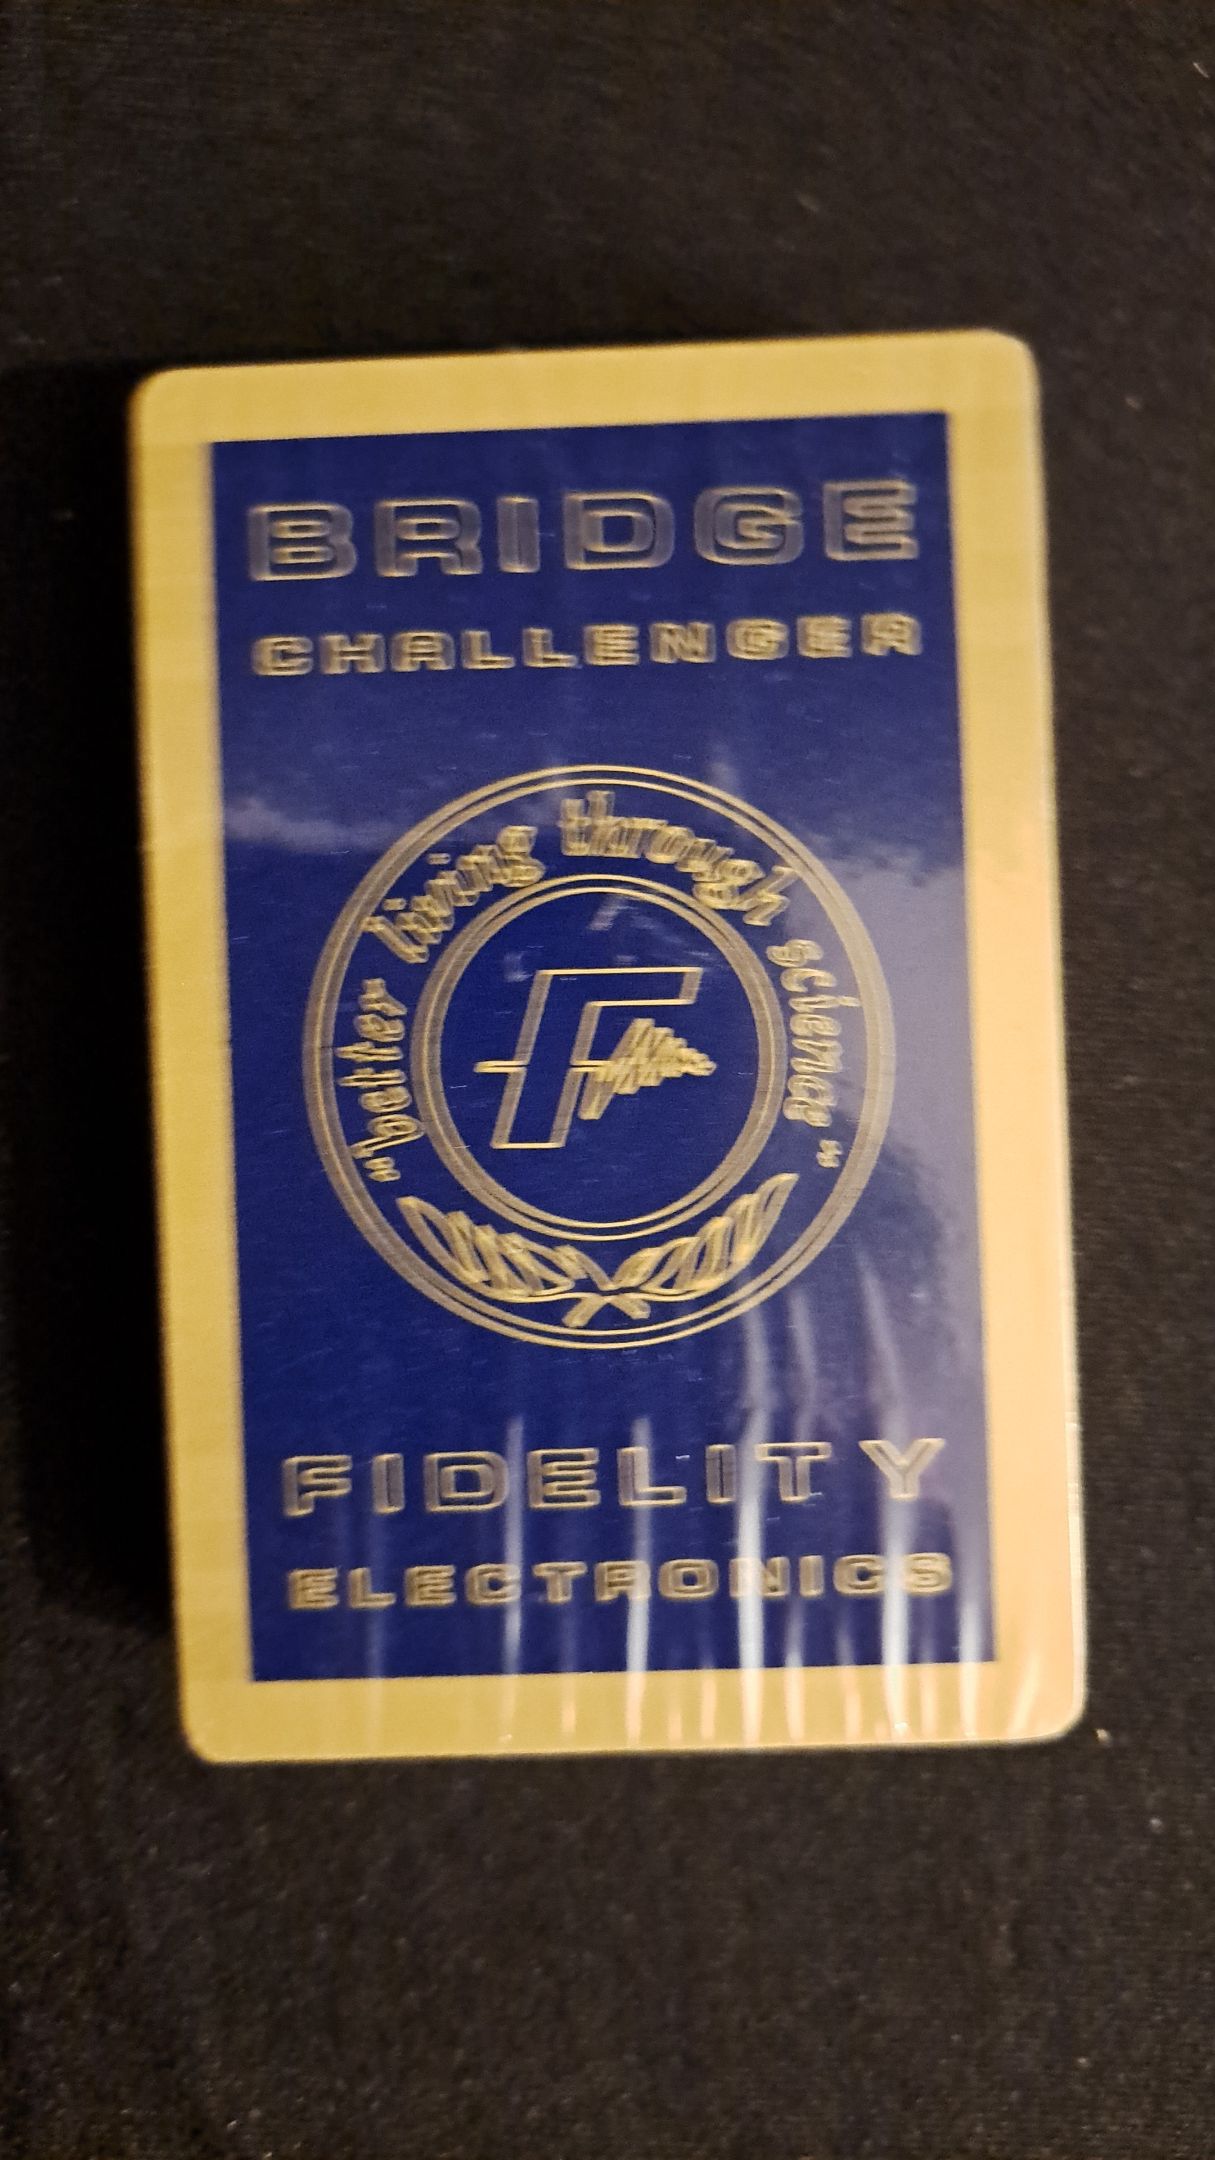 BRIDGE
CHALLENGER
"better living through science"
F
FIDELITY
ELECTRONICS